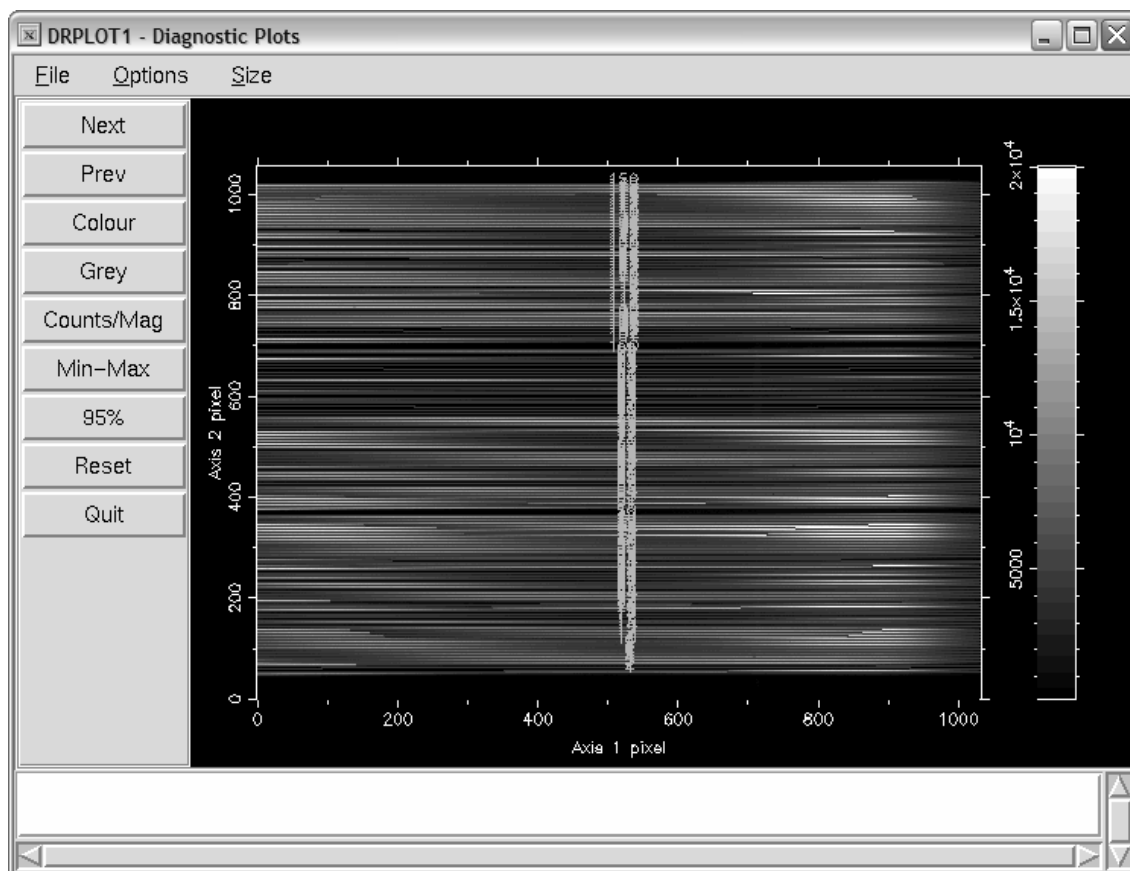 DRPLOT1 - Diagnostic Plots
File Options Size
Next
Prev
Colour
Grey
Counts/Mag
Min-Max
95%
Reset
Quit
Axis 2 pixel
0 200 400 600 800 1000
0 200 400 600 800 1000
Axis 1 pixel
5000 10⁴ 1.5×10⁴ 2×10⁴